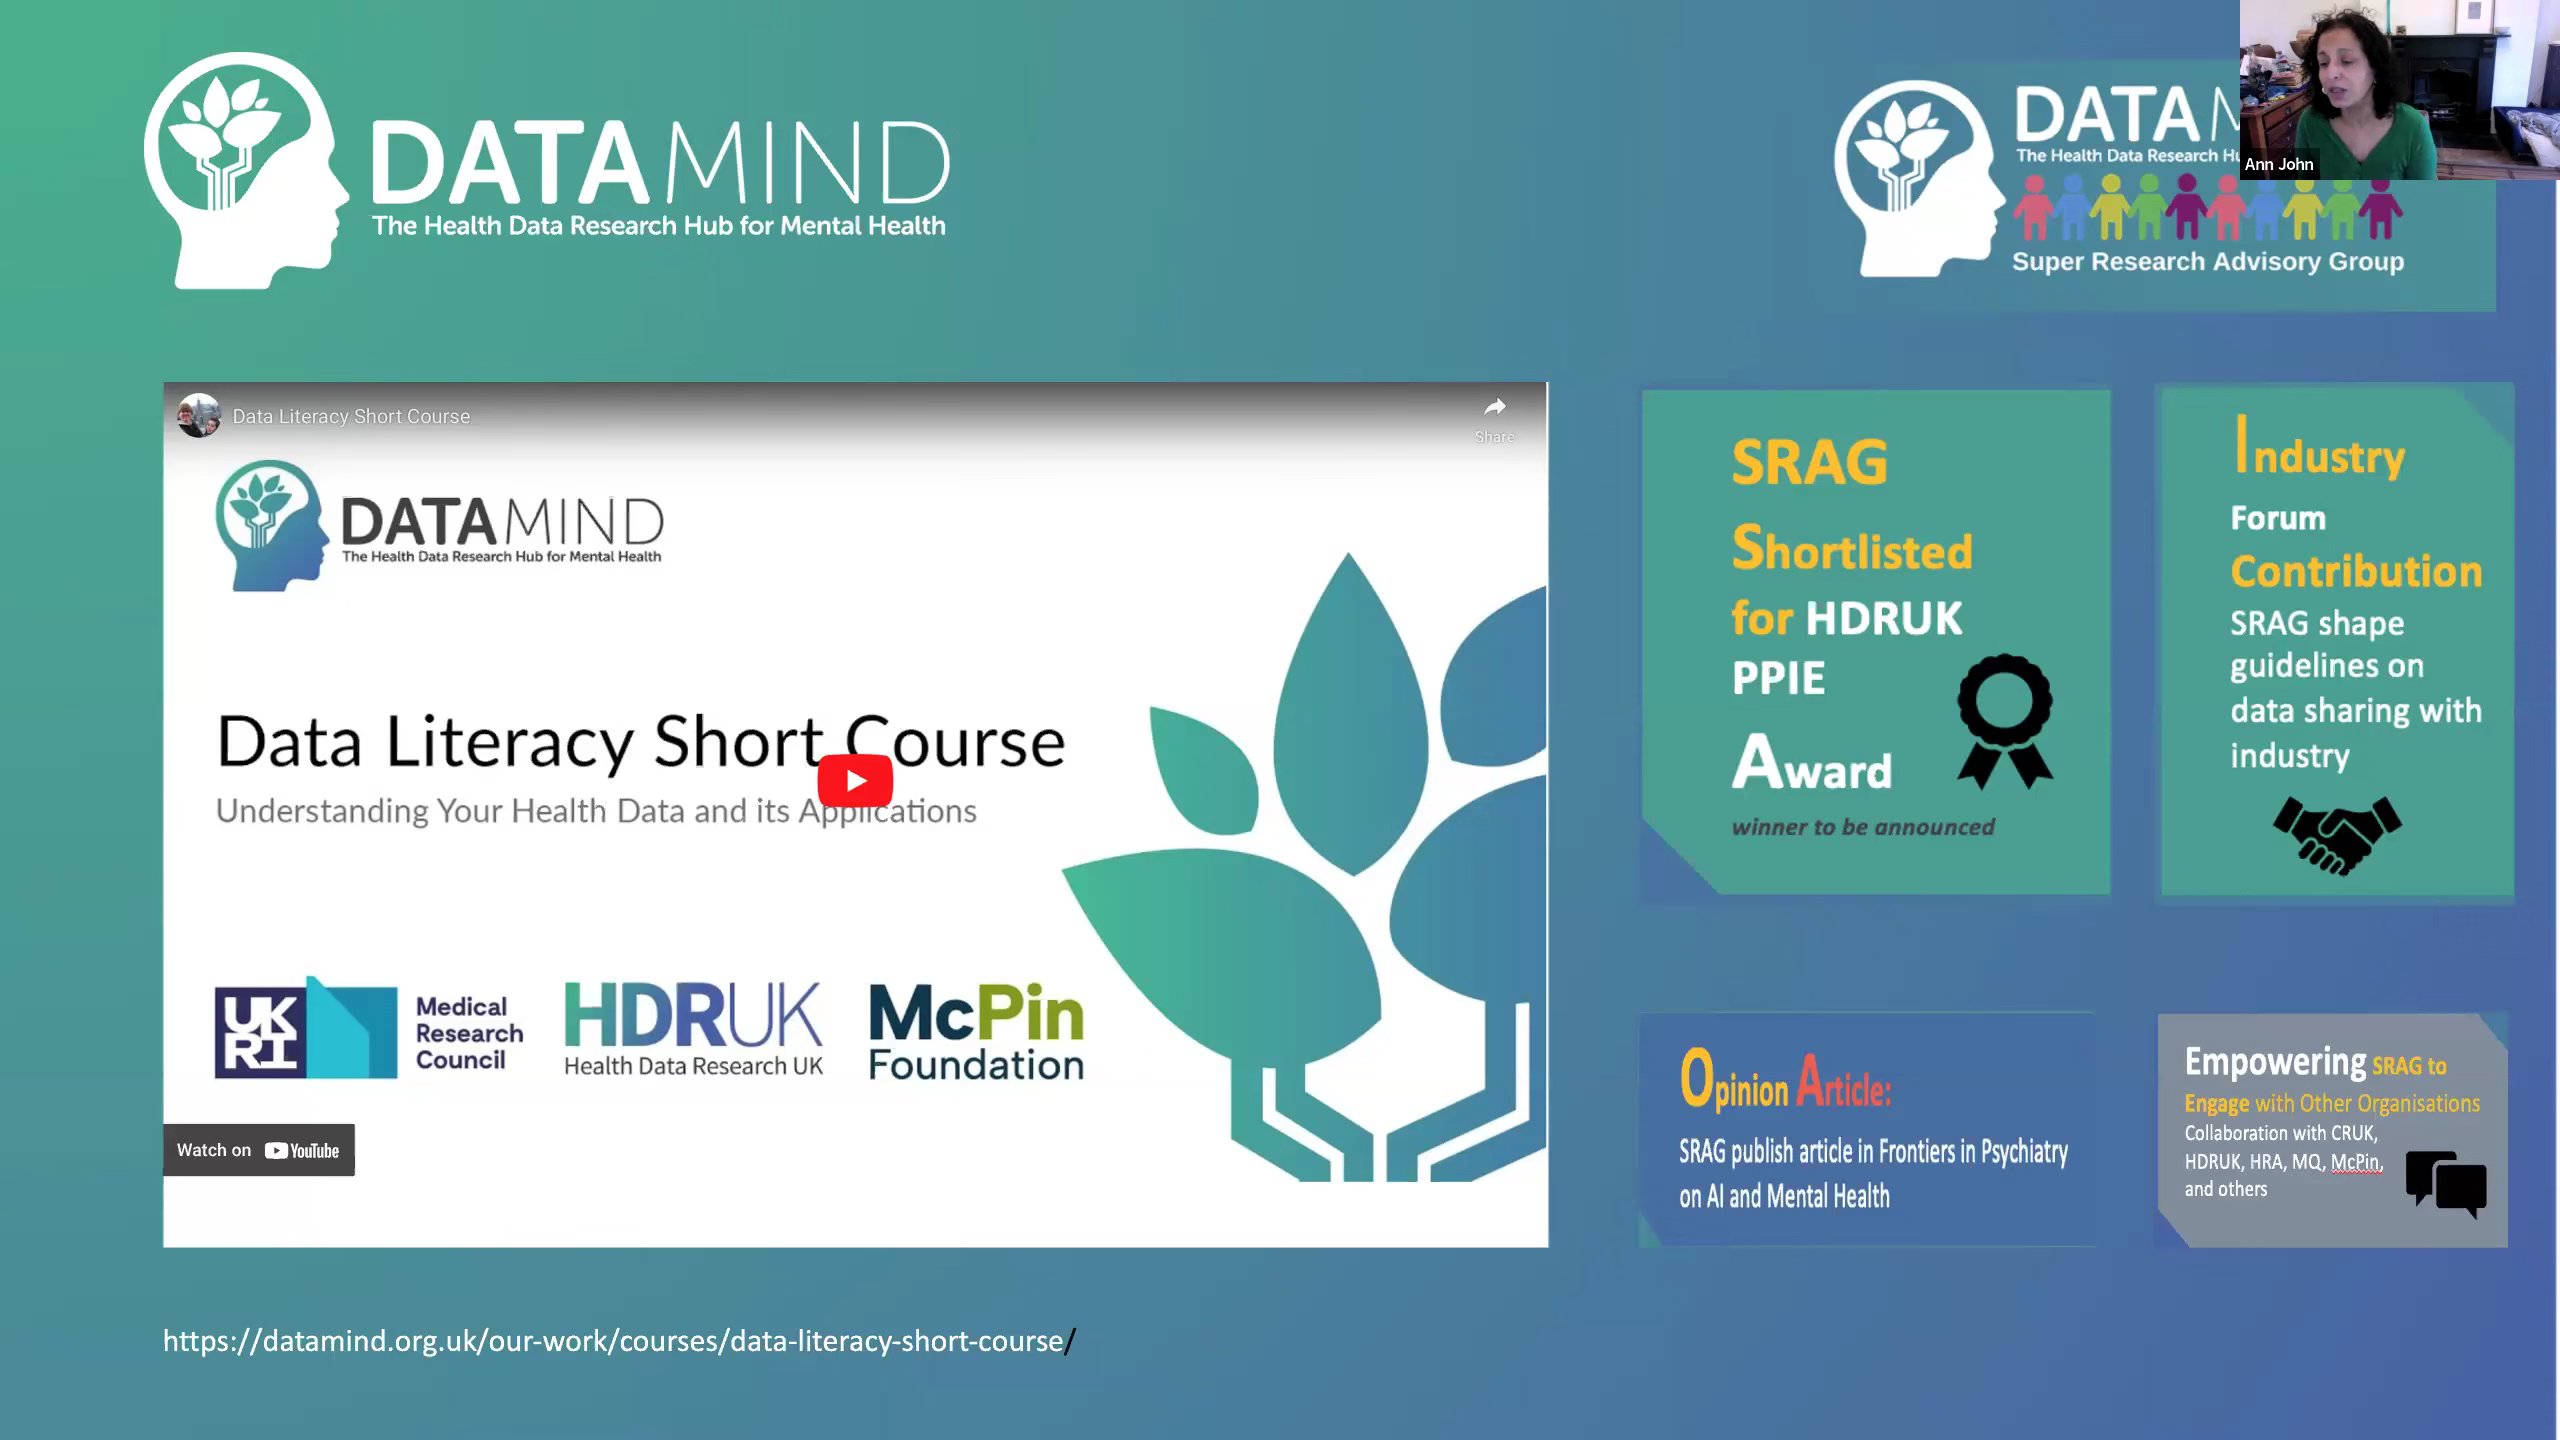 DATAMIND
The Health Data Research Hub for Mental Health
DATA
The Health Data Research
Super Research Advisory Group
Ann John
Data Literacy Short Course
Share
DATAMIND
The Health Data Research Hub for Mental Health
Data Literacy Short Course
Understanding Your Health Data and its Applications
UK
RI
Medical
Research
Council
HDRUK
Health Data Research UK
McPin
Foundation
Watch on YouTube
https://datamind.org.uk/our-work/courses/data-literacy-short-course/
SRAG
Shortlisted
for HDRUK
PPIE
Award
winner to be announced
Industry
Forum
Contribution
SRAG shape
guidelines on
data sharing with
industry
Opinion Article:
SRAG publish article in Frontiers in Psychiatry
on AI and Mental Health
Empowering SRAG to
Engage with Other Organisations
Collaboration with CRUK,
HDRUK, HRA, MQ, McPin,
and others